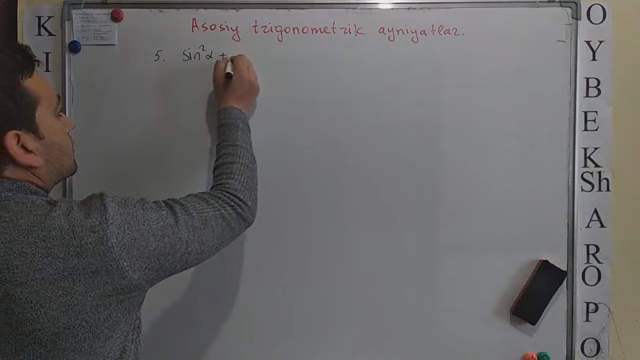 Asosiy trigonometrik ayniyatlar.
5. Sin²α +
K
I
O
Y
B
E
K
Sh
A
R
O
P
O